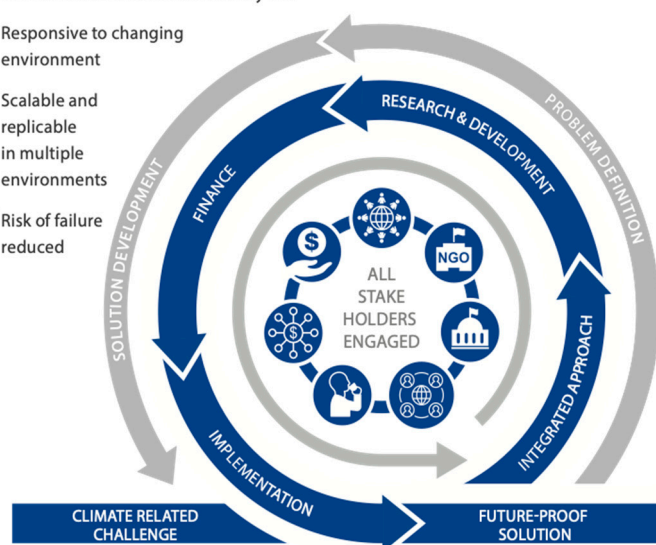 Responsive to changing
environment
Scalable and
replicable
in multiple
environments
Risk of failure
reduced
SOLUTION DEVELOPMENT
PROBLEM DEFINITION
FINANCE
RESEARCH & DEVELOPMENT
INTEGRATED APPROACH
IMPLEMENTATION
$
NGO
$
ALL
STAKE
HOLDERS
ENGAGED
CLIMATE RELATED
CHALLENGE
FUTURE-PROOF
SOLUTION